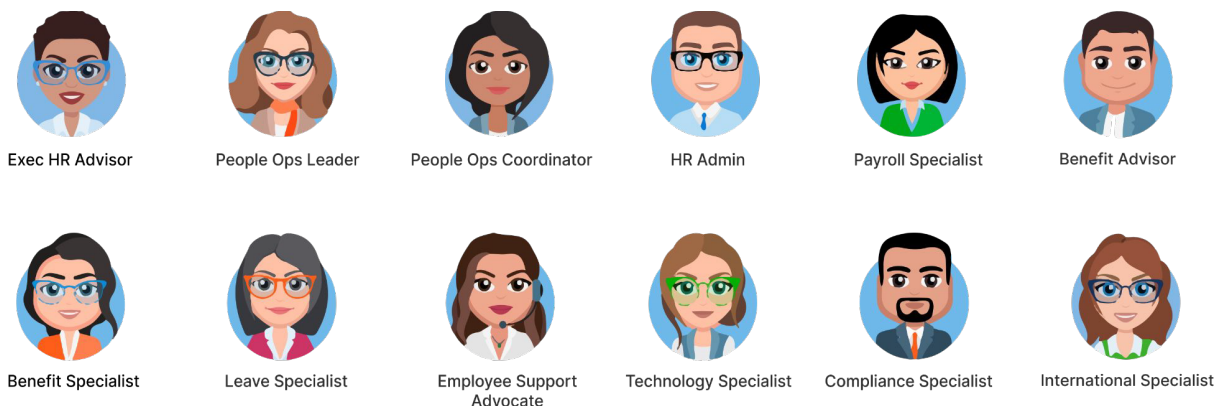 Exec HR Advisor
People Ops Leader
People Ops Coordinator
HR Admin
Payroll Specialist
Benefit Advisor
Benefit Specialist
Leave Specialist
Employee Support
Advocate
Technology Specialist
Compliance Specialist
International Specialist